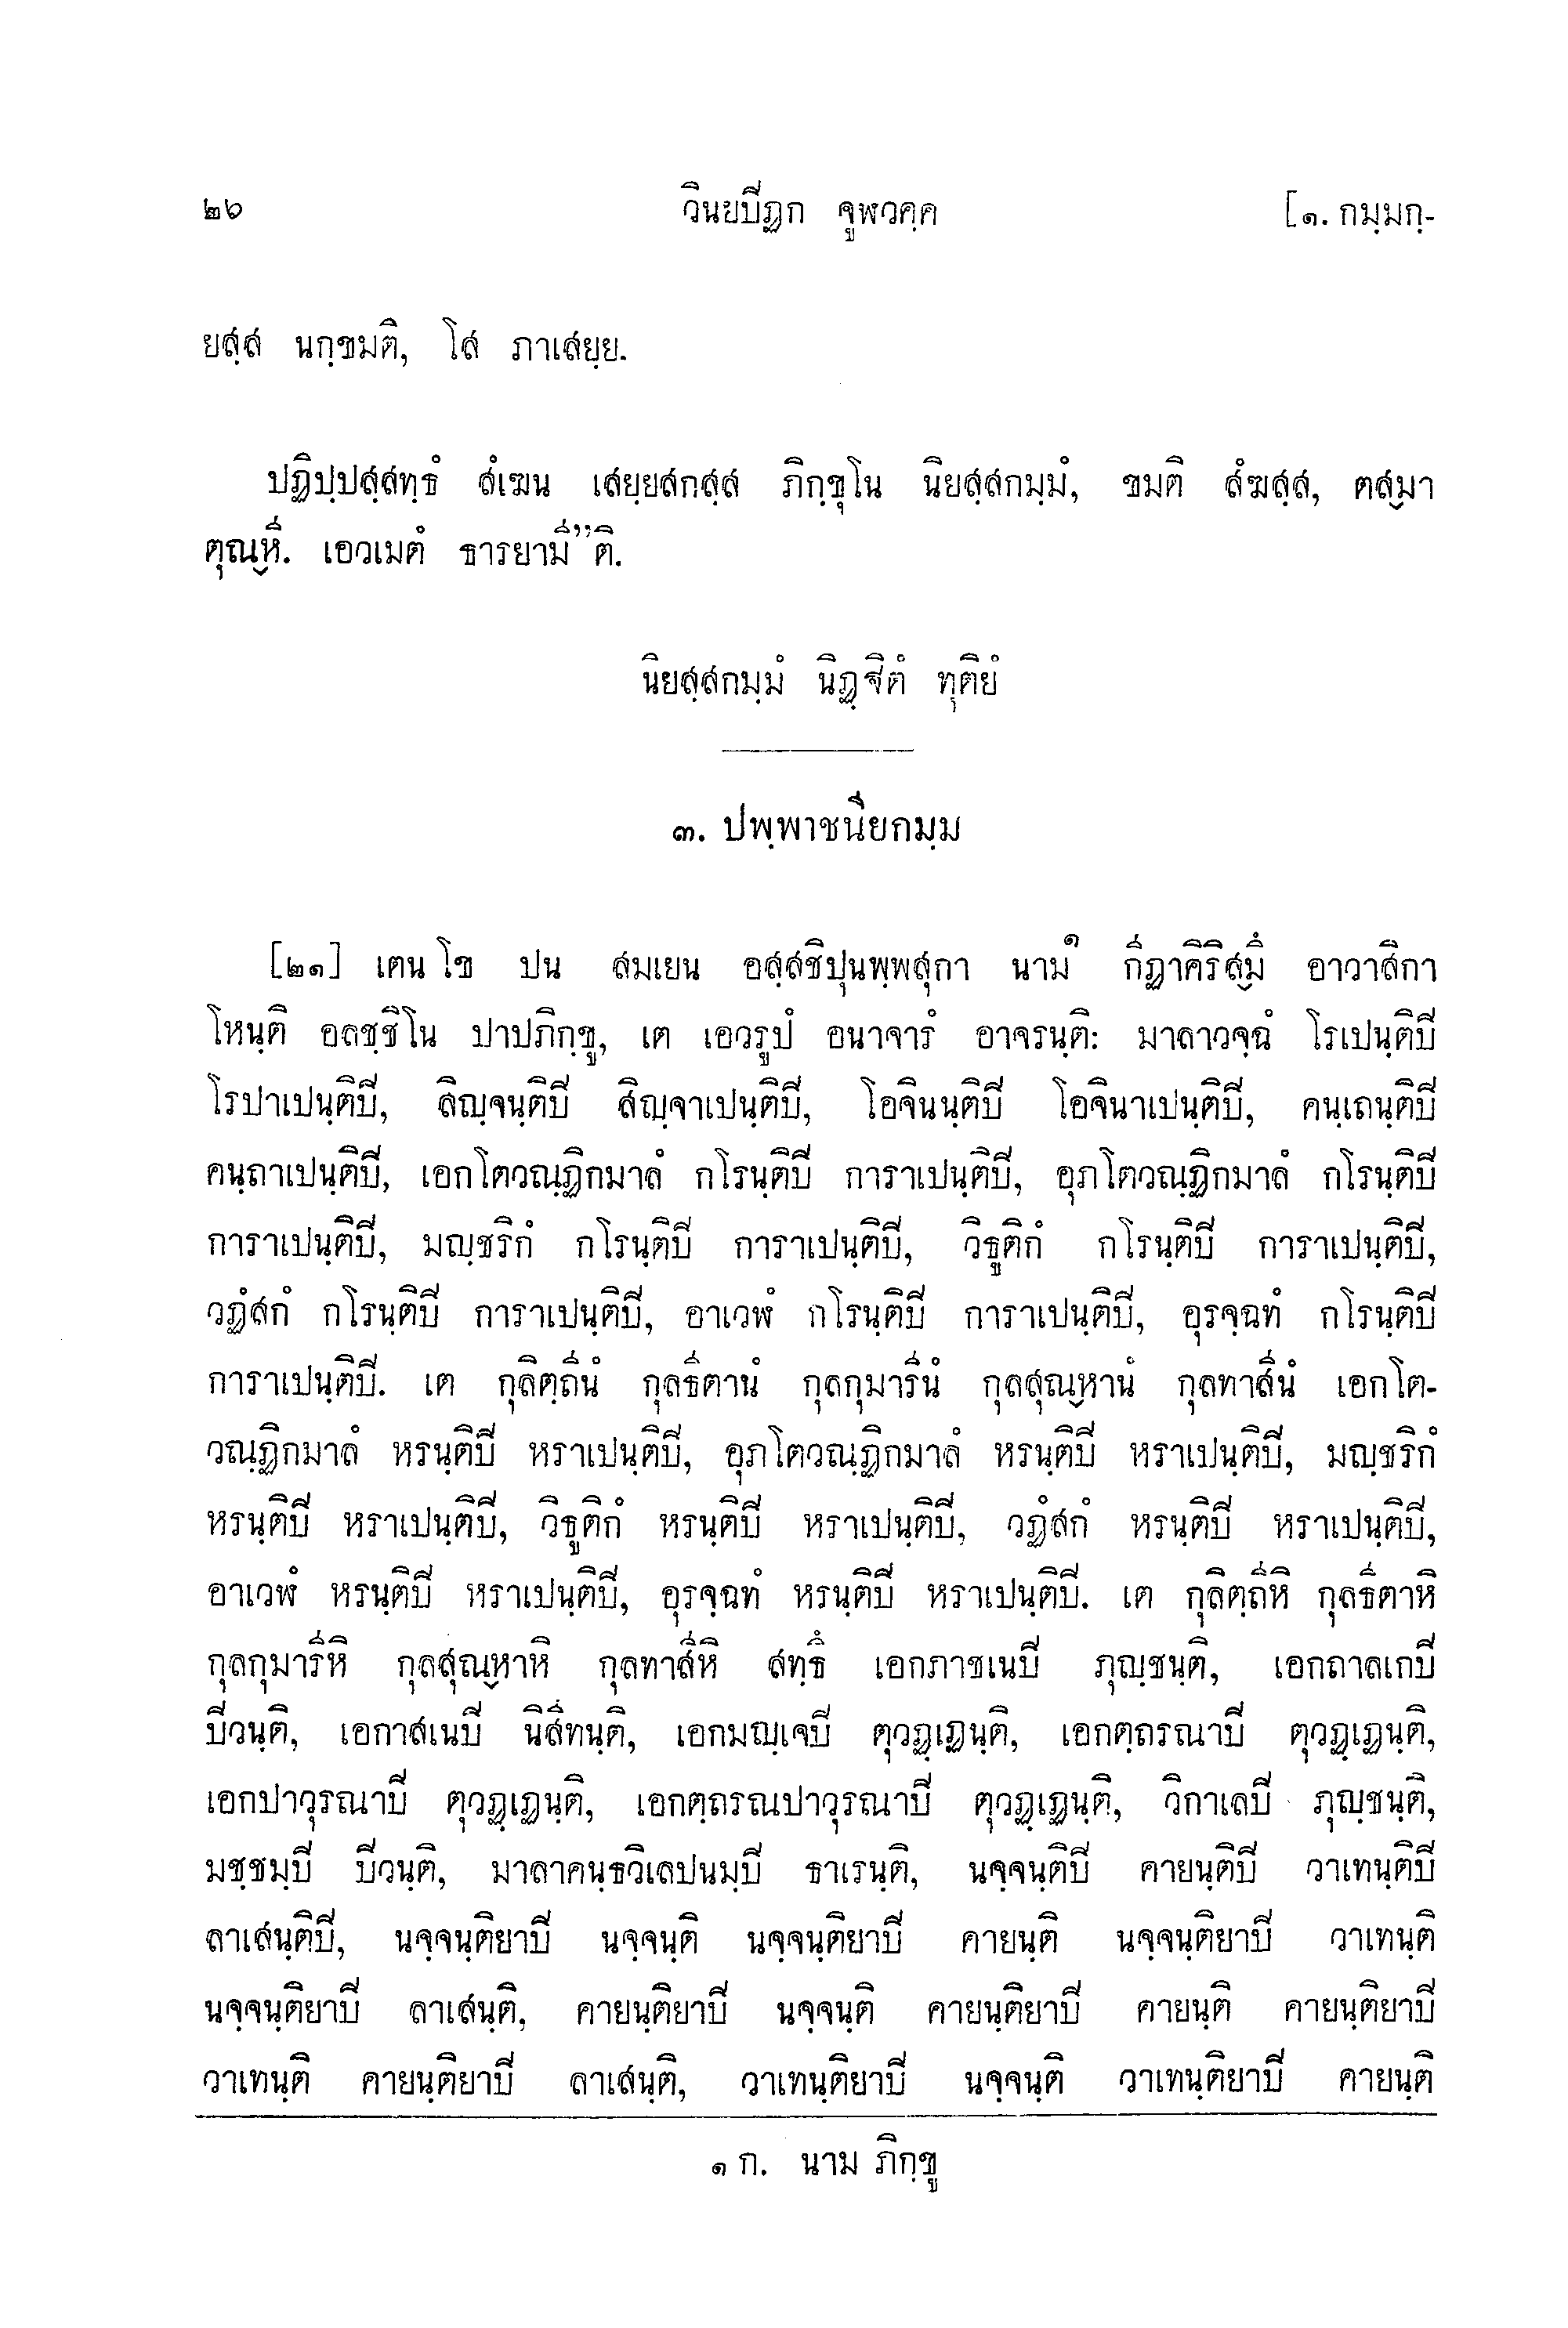 ๒๖ วินยปิฏก จูฬวคฺค [๑. กมฺมกฺ-
ยสฺส นกฺขมติ, โส ภาเสยฺย.
ปฏิปฺปสฺสทฺธํ สํเฆน เสยฺยสกสฺส ภิกฺขุโน นิยสฺสกมฺมํ, ขมติ สํฆสฺส, ตสฺมา
ตุณฺหี. เอวเมตํ ธารยามี’’ติ.
นิยสฺสกมฺมํ นิฏฺฐิตํ ทุติยํ
๓. ปพฺพาชนียกมฺม
[๒๑] เตน โข ปน สมเยน อสฺสชิปุนพฺพสุกา นาม๑ กีฏาคิริสฺมึ อาวาสิกา
โหนฺติ อลชฺชิโน ปาปภิกฺขู, เต เอวรูปํ อนาจารํ อาจรนฺติ: มาลาวจฺฉํ โรเปนฺติปิ
โรปาเปนฺติปิ, สิญฺจนฺติปิ สิญฺจาเปนฺติปิ, โอจินนฺติปิ โอจินาเปนฺติปิ, คนฺเถนฺติปิ
คนฺถาเปนฺติปิ, เอกโตวณฺฏิกมาลํ กโรนฺติปิ การาเปนฺติปิ, อุภโตวณฺฏิกมาลํ กโรนฺติปิ
การาเปนฺติปิ, มญฺชริกํ กโรนฺติปิ การาเปนฺติปิ, วิธูติกํ กโรนฺติปิ การาเปนฺติปิ,
วฏํสกํ กโรนฺติปิ การาเปนฺติปิ, อาเวฬํ กโรนฺติปิ การาเปนฺติปิ, อุรจฺฉทํ กโรนฺติปิ
การาเปนฺติปิ. เต กุลิตฺถีนํ กุลธีตานํ กุลกุมารีนํ กุลสุณฺหานํ กุลทาสีนํ เอกโต-
วณฺฏิกมาลํ หรนฺติปิ หราเปนฺติปิ, อุภโตวณฺฏิกมาลํ หรนฺติปิ หราเปนฺติปิ, มญฺชริกํ
หรนฺติปิ หราเปนฺติปิ, วิธูติกํ หรนฺติปิ หราเปนฺติปิ, วฏํสกํ หรนฺติปิ หราเปนฺติปิ,
อาเวฬํ หรนฺติปิ หราเปนฺติปิ, อุรจฺฉทํ หรนฺติปิ หราเปนฺติปิ. เต กุลิตฺถีหิ กุลธีตาหิ
กุลกุมารีหิ กุลสุณฺหาหิ กุลทาสีหิ สทฺธึ เอกภาชเนปิ ภุญฺชนฺติ, เอกถาลเกปิ
ปิวนฺติ, เอกาสเนปิ นิสีทนฺติ, เอกมญฺเจปิ ตุวฏฺเฏนฺติ, เอกตฺถรณาปิ ตุวฏฺเฏนฺติ,
เอกปาวุรณาปิ ตุวฏฺเฏนฺติ, เอกตฺถรณปาวุรณาปิ ตุวฏฺเฏนฺติ, วิกาเลปิ ภุญฺชนฺติ,
มชฺชมฺปิ ปิวนฺติ, มาลาคนฺธวิเลปนมฺปิ ธาเรนฺติ, นจฺจนฺติปิ คายนฺติปิ วาเทนฺติปิ
ลาเสนฺติปิ, นจฺจนฺติยาปิ นจฺจนฺติ นจฺจนฺติยาปิ คายนฺติ นจฺจนฺติยาปิ วาเทนฺติ
นจฺจนฺติยาปิ ลาเสนฺติ, คายนฺติยาปิ นจฺจนฺติ คายนฺติยาปิ คายนฺติ คายนฺติยาปิ
วาเทนฺติ คายนฺติยาปิ ลาเสนฺติ, วาเทนฺติยาปิ นจฺจนฺติ วาเทนฺติยาปิ คายนฺติ
๑ ก. นาม ภิกฺขู